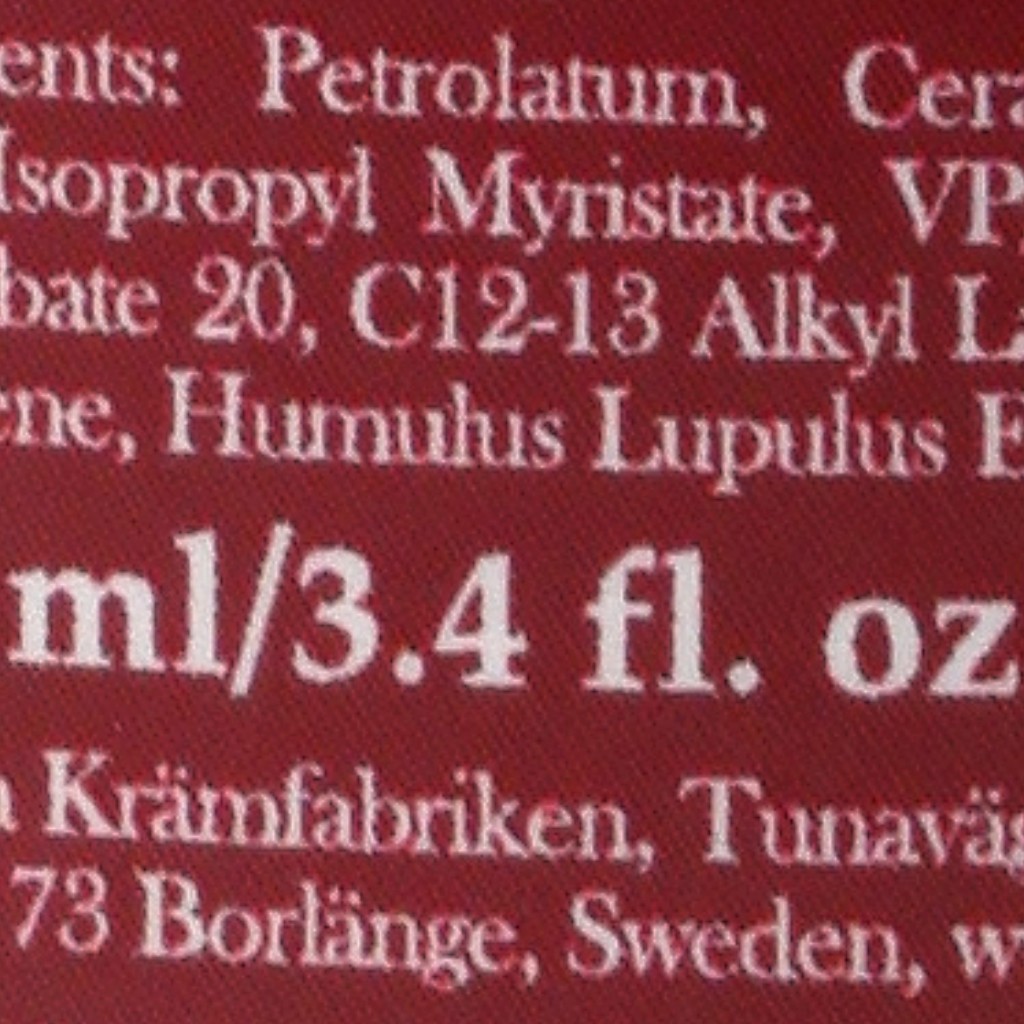 ents: Petrolatum, Cera
Isopropyl Myristate, VP
bate 20, C12-13 Alkyl La
ene, Humulus Lupulus E
ml/3.4 fl. oz
Krämfabriken, Tunaväg
73 Borlänge, Sweden, w